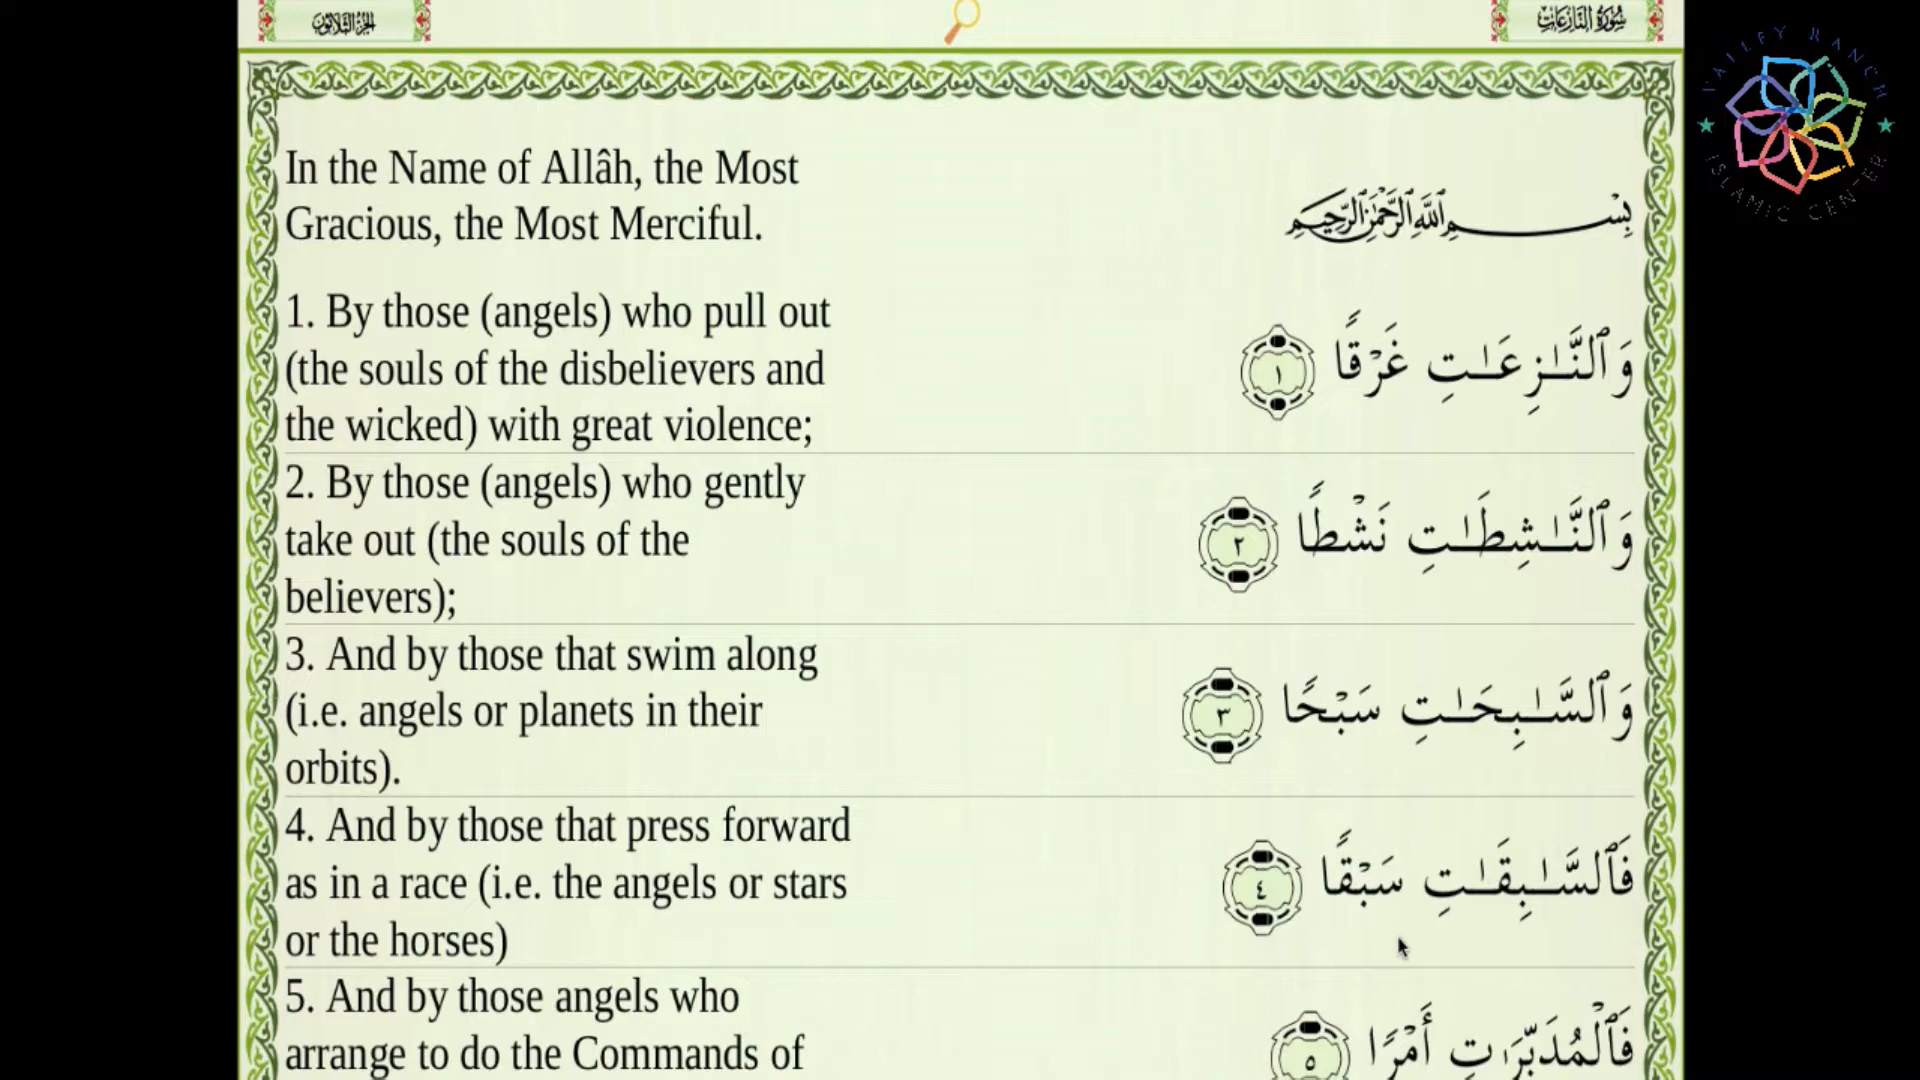 الجزء الثلاثون
سورة النازعات
VALLEY RANCH
ISLAMIC CENTER
In the Name of Allâh, the Most
Gracious, the Most Merciful.
بِسْمِ ٱللَّهِ ٱلرَّحْمَٰنِ ٱلرَّحِيمِ
1. By those (angels) who pull out
(the souls of the disbelievers and
the wicked) with great violence;
وَٱلنَّـٰزِعَـٰتِ غَرْقًا ١
2. By those (angels) who gently
take out (the souls of the
believers);
وَٱلنَّـٰشِطَـٰتِ نَشْطًا ٢
3. And by those that swim along
(i.e. angels or planets in their
orbits).
وَٱلسَّـٰبِحَـٰتِ سَبْحًا ٣
4. And by those that press forward
as in a race (i.e. the angels or stars
or the horses)
فَٱلسَّـٰبِقَـٰتِ سَبْقًا ٤
5. And by those angels who
arrange to do the Commands of
فَٱلْمُدَبِّرَٰتِ أَمْرًا ٥